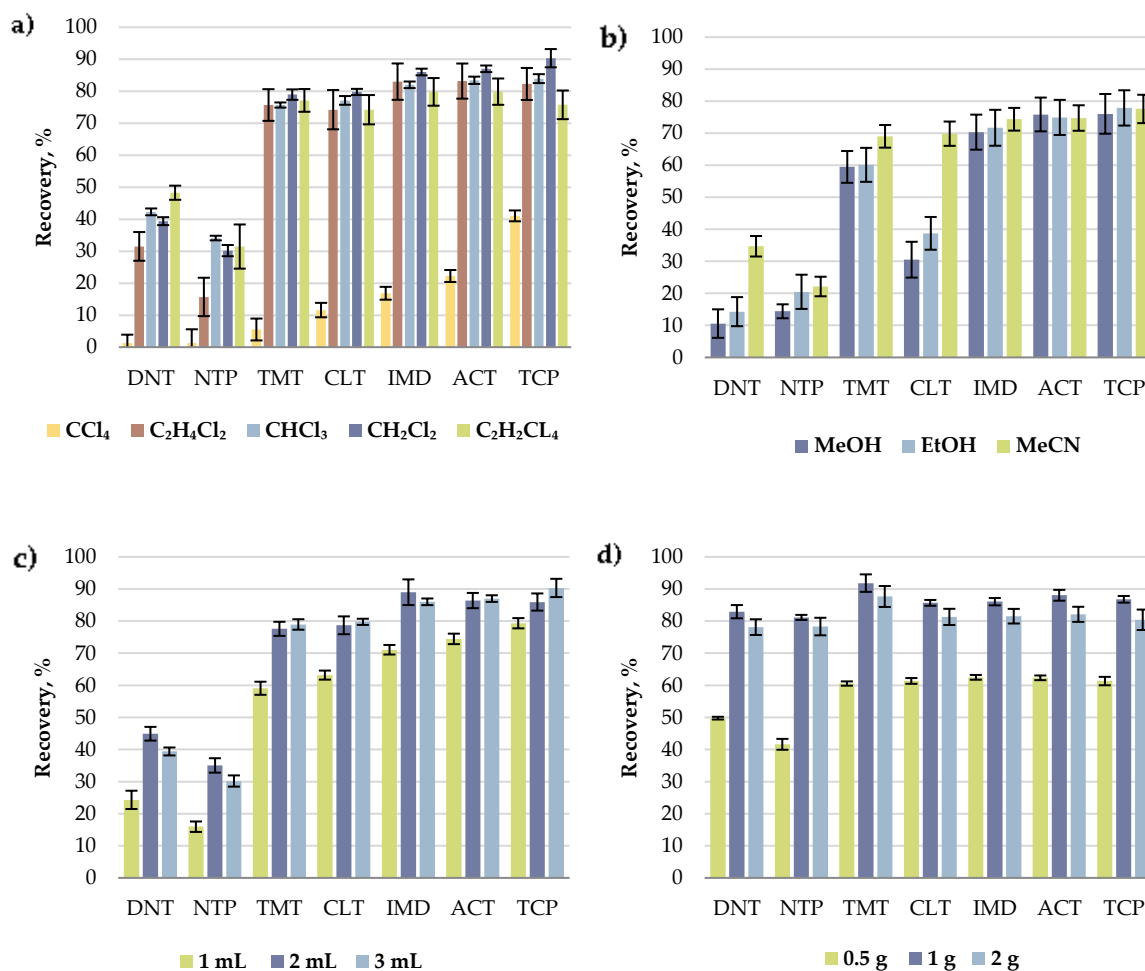 a)
100
90
80
70
60
50
40
30
20
10
0
Recovery, %
DNT NTP TMT CLT IMD ACT TCP
CCl₄ C₂H₄Cl₂ CHCl₃ CH₂Cl₂ C₂H₂CL₄
b)
100
90
80
70
60
50
40
30
20
10
0
Recovery, %
DNT NTP TMT CLT IMD ACT TCP
MeOH EtOH MeCN
c)
100
90
80
70
60
50
40
30
20
10
0
Recovery, %
DNT NTP TMT CLT IMD ACT TCP
1 mL 2 mL 3 mL
d)
100
90
80
70
60
50
40
30
20
10
0
Recovery, %
DNT NTP TMT CLT IMD ACT TCP
0.5 g 1 g 2 g